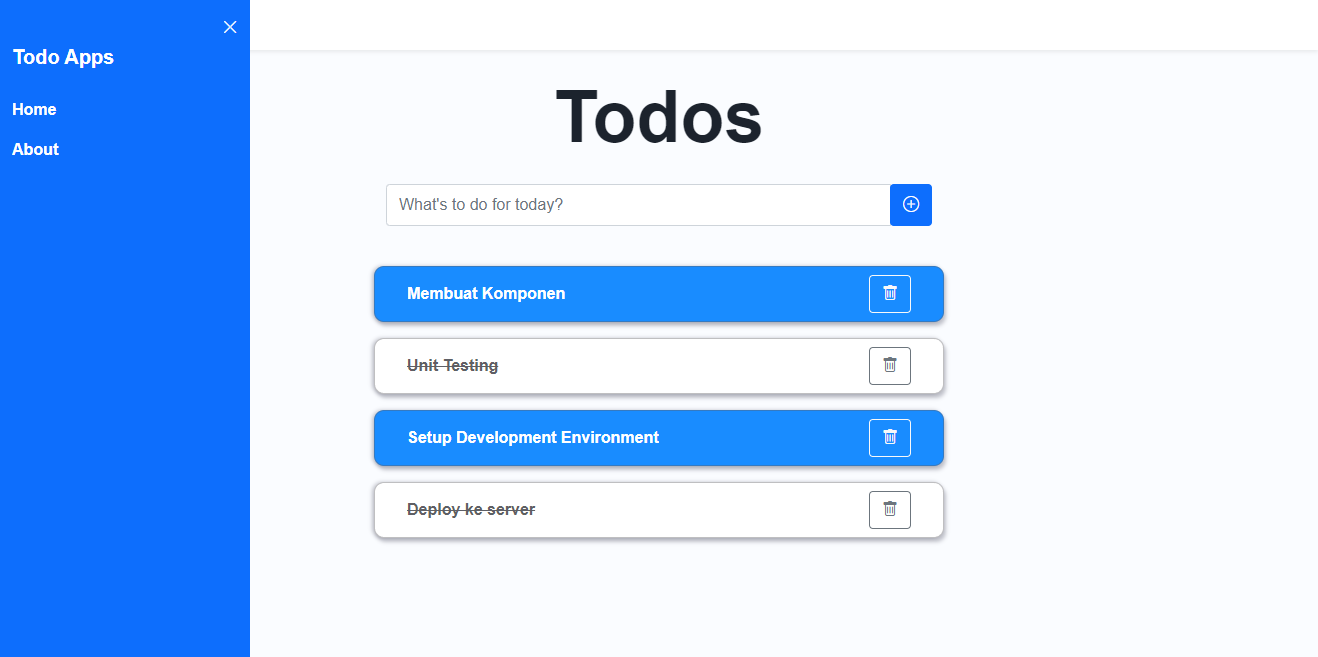 Todo Apps
Home
About
Todos
What's to do for today?
Membuat Komponen
Unit Testing
Setup Development Environment
Deploy ke server